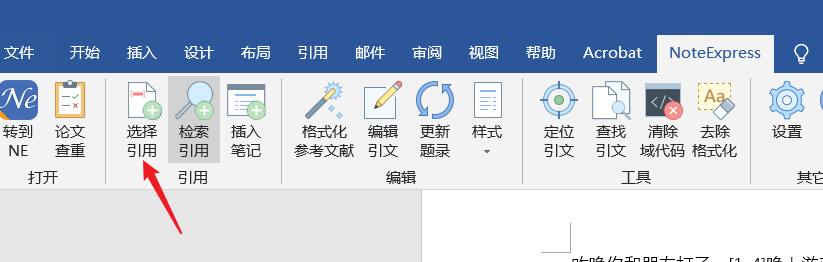 文件 开始 插入 设计 布局 引用 邮件 审阅 视图 帮助 Acrobat NoteExpress
Ne </> Aa
转到 论文 选择 检索 插入 格式化 编辑 更新 样式 定位 查找 清除 去除 设置
NE 查重 引用 引用 笔记 参考文献 引文 题录 引文 引文 域代码 格式化
打开 引用 编辑 工具 其它